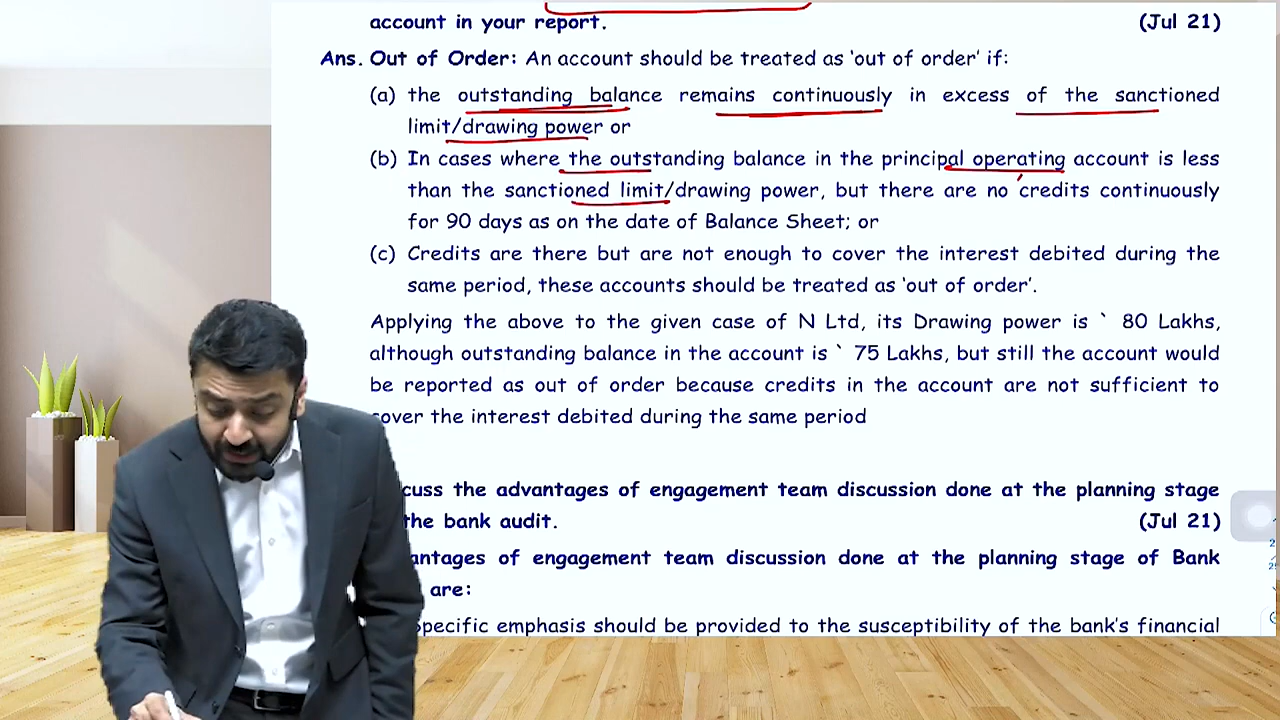 account in your report. (Jul 21)
Ans. Out of Order: An account should be treated as ‘out of order’ if:
(a) the outstanding balance remains continuously in excess of the sanctioned
limit/drawing power or
(b) In cases where the outstanding balance in the principal operating account is less
than the sanctioned limit/drawing power, but there are no credits continuously
for 90 days as on the date of Balance Sheet; or
(c) Credits are there but are not enough to cover the interest debited during the
same period, these accounts should be treated as ‘out of order’.
Applying the above to the given case of N Ltd, its Drawing power is ` 80 Lakhs,
although outstanding balance in the account is ` 75 Lakhs, but still the account would
be reported as out of order because credits in the account are not sufficient to
cover the interest debited during the same period
cuss the advantages of engagement team discussion done at the planning stage
the bank audit. (Jul 21)
antages of engagement team discussion done at the planning stage of Bank
are:
Specific emphasis should be provided to the susceptibility of the bank’s financial